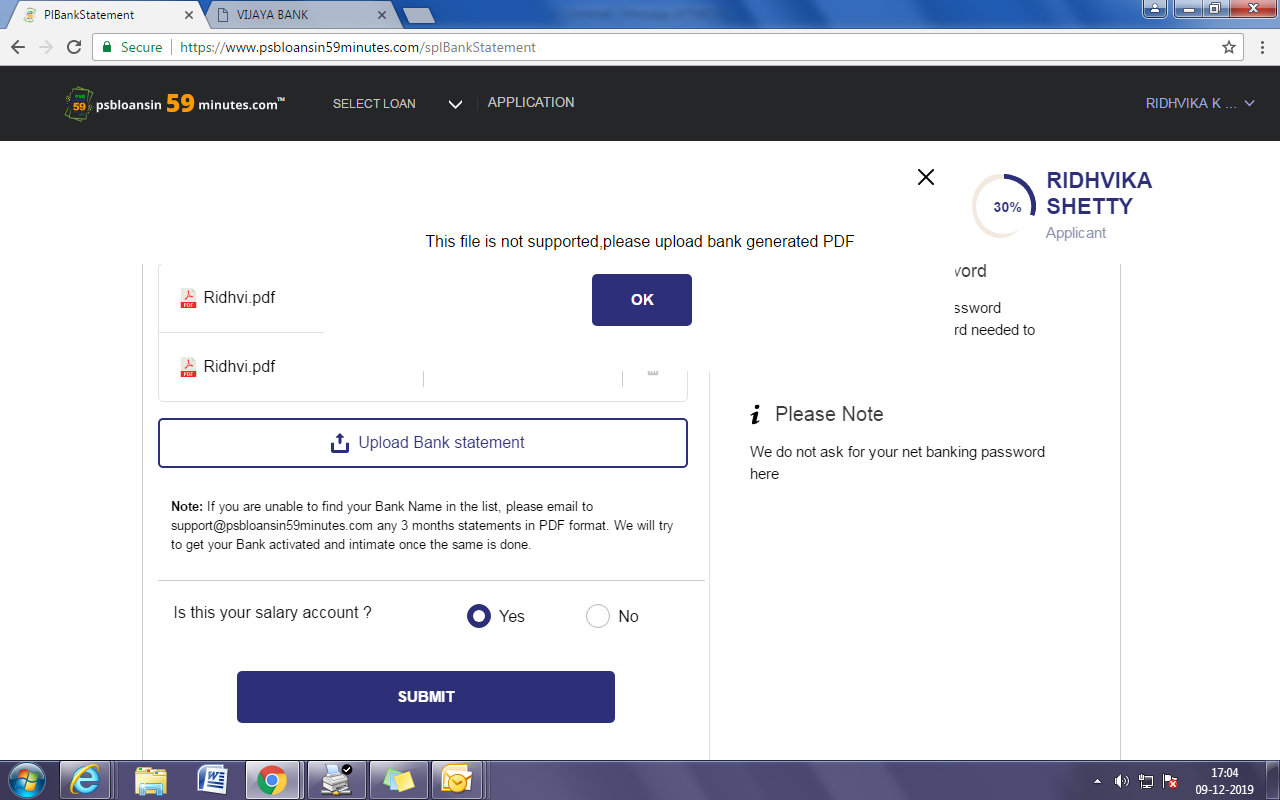 PlBankStatement
VIJAYA BANK
Secure
https://www.psbloansin59minutes.com/splBankStatement
psbloansin 59 minutes.com™
SELECT LOAN
APPLICATION
RIDHVIKA K ...
30%
RIDHVIKA
SHETTY
Applicant
This file is not supported,please upload bank generated PDF
Ridhvi.pdf
OK
Ridhvi.pdf
ssword
rd needed to
Upload Bank statement
Please Note
We do not ask for your net banking password
here
Note: If you are unable to find your Bank Name in the list, please email to
support@psbloansin59minutes.com any 3 months statements in PDF format. We will try
to get your Bank activated and intimate once the same is done.
Is this your salary account ?
Yes
No
SUBMIT
17:04
09-12-2019